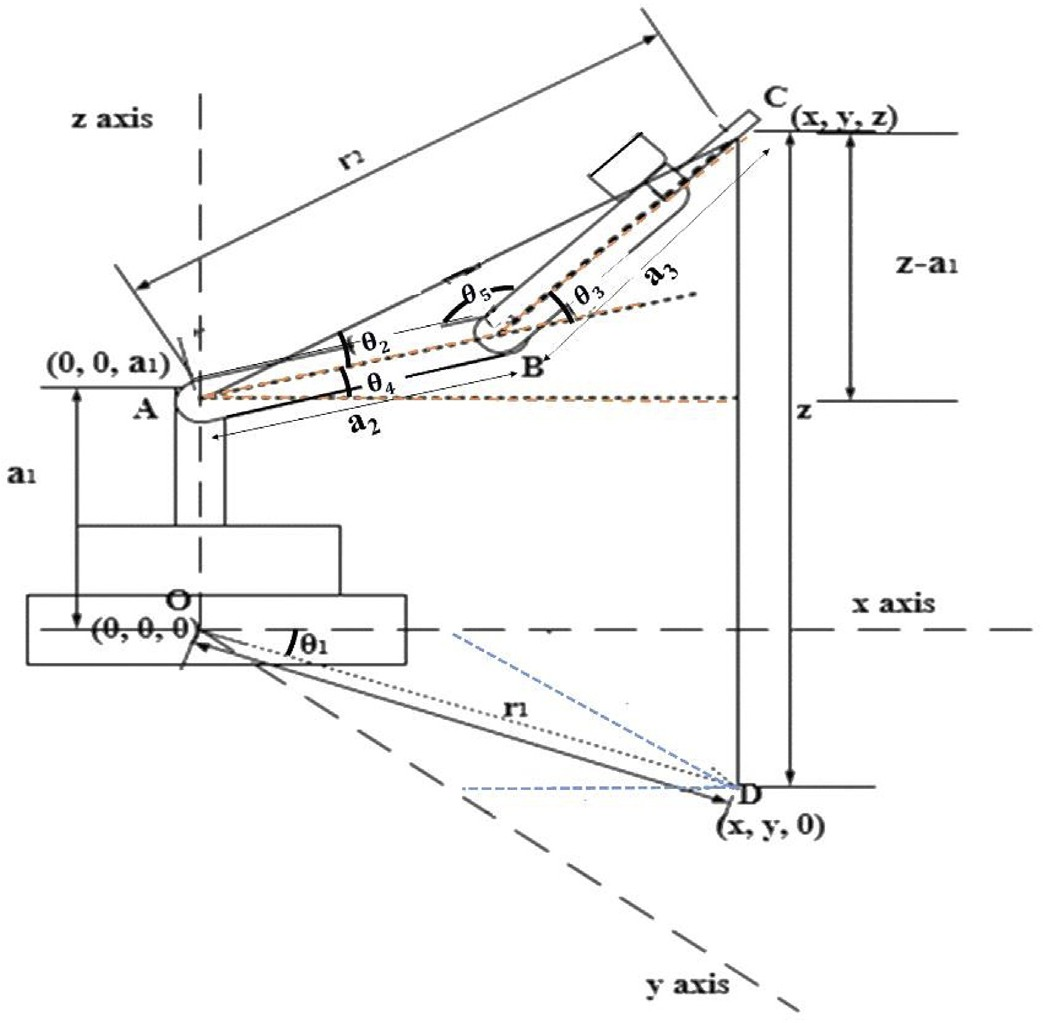 C
(x, y, z)
z axis
r₂
z-a₁
θ₅
θ₃
a₃
θ₂
(0, 0, a₁)
B
θ₄
A
z
a₂
a₁
O
x axis
(0, 0, 0)
θ₁
r₁
D
(x, y, 0)
y axis